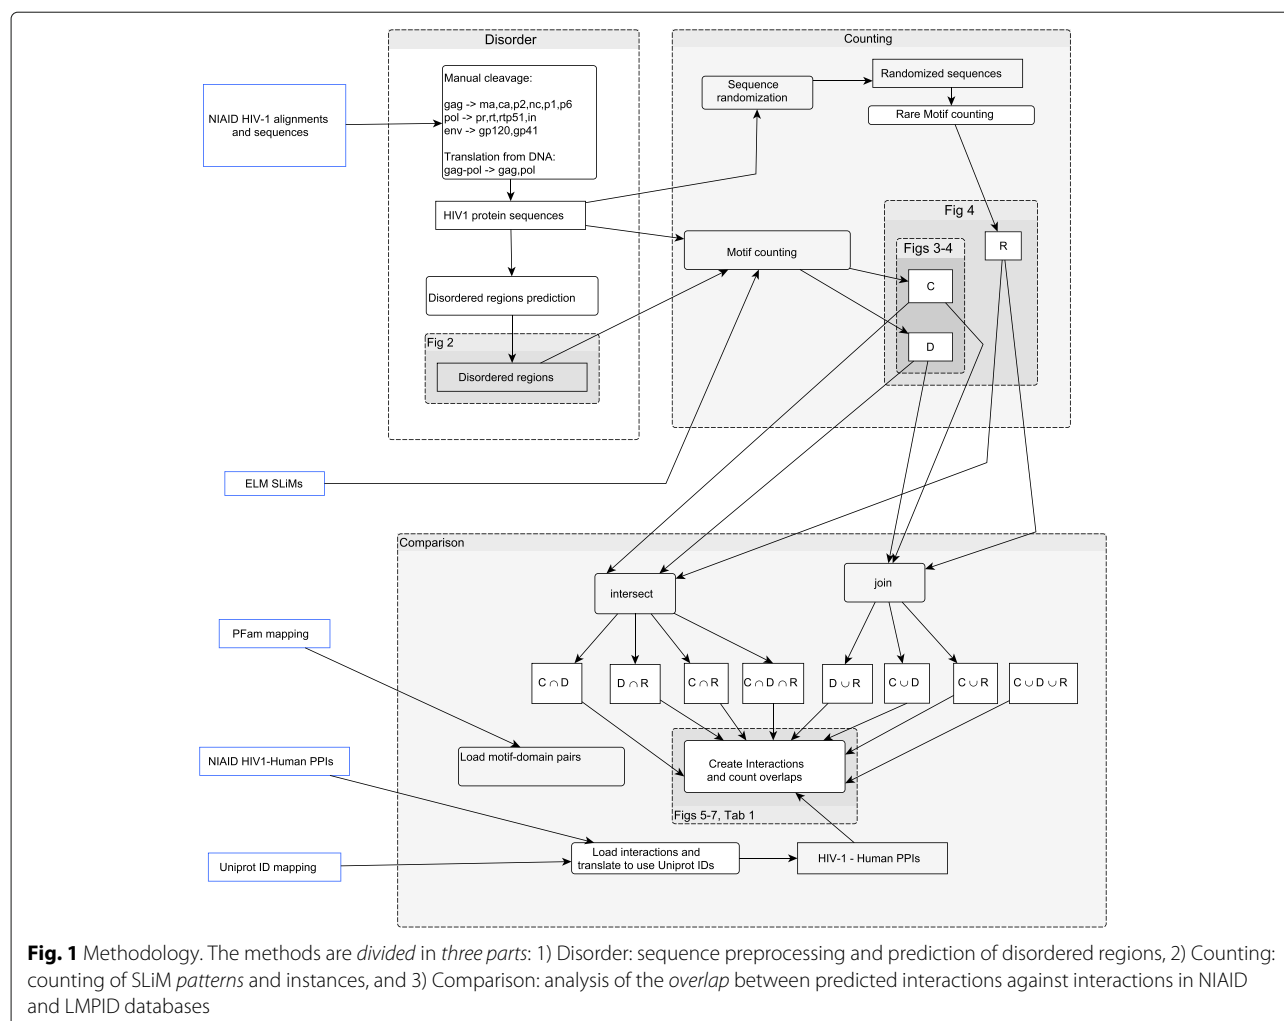 Disorder
Manual cleavage:
gag -> ma,ca,p2,nc,p1,p6
pol -> pr,rt,rtp51,in
env -> gp120,gp41
Translation from DNA:
gag-pol -> gag,pol
NIAID HIV-1 alignments
and sequences
HIV1 protein sequences
Disordered regions prediction
Fig 2
Disordered regions
Counting
Sequence
randomization
Randomized sequences
Rare Motif counting
Motif counting
Fig 4
Figs 3-4
R
C
D
ELM SLiMs
Comparison
intersect
join
PFam mapping
C ∩ D
D ∩ R
C ∩ R
C ∩ D ∩ R
D ∪ R
C ∪ D
C ∪ R
C ∪ D ∪ R
Load motif-domain pairs
Create Interactions
and count overlaps
Figs 5-7, Tab 1
NIAID HIV1-Human PPIs
Uniprot ID mapping
Load interactions and
translate to use Uniprot IDs
HIV-1 - Human PPIs
Fig. 1 Methodology. The methods are divided in three parts: 1) Disorder: sequence preprocessing and prediction of disordered regions, 2) Counting:
counting of SLiM patterns and instances, and 3) Comparison: analysis of the overlap between predicted interactions against interactions in NIAID
and LMPID databases